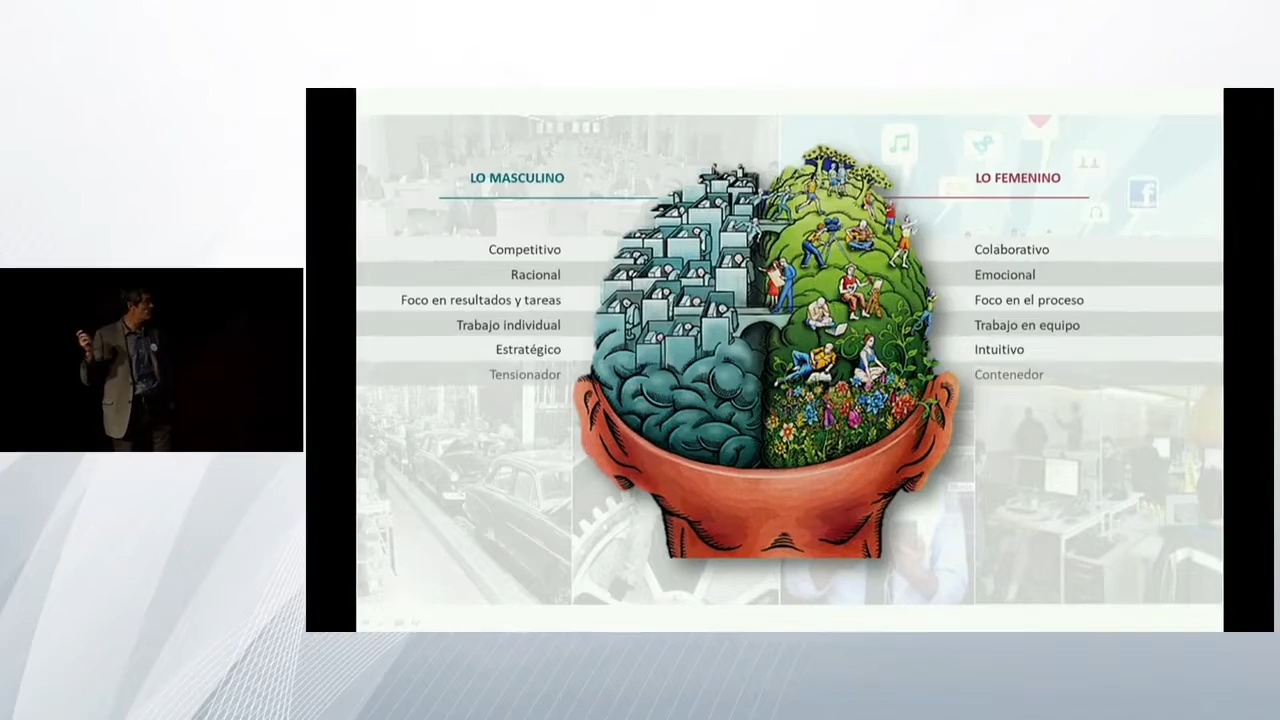 LO MASCULINO
Competitivo
Racional
Foco en resultados y tareas
Trabajo individual
Estratégico
Tensionador
LO FEMENINO
Colaborativo
Emocional
Foco en el proceso
Trabajo en equipo
Intuitivo
Contenedor